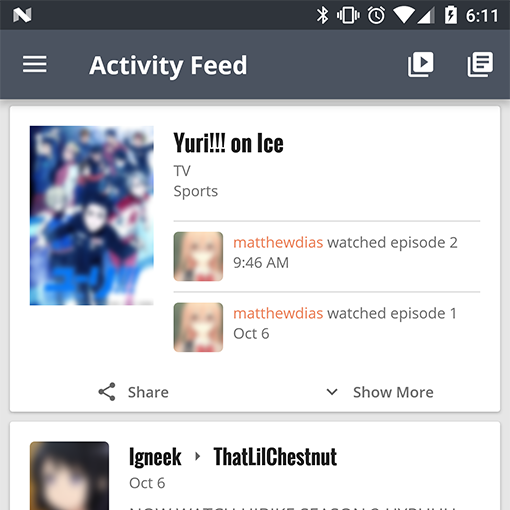 6:11
Activity Feed
Yuri!!! on Ice
TV
Sports
matthewdias watched episode 2
9:46 AM
matthewdias watched episode 1
Oct 6
Share
Show More
Igneek ThatLilChestnut
Oct 6